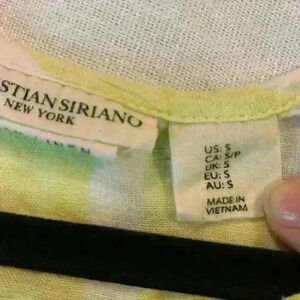 STIAN SIRIANO
NEW YORK
US: S
CA: S/P
UK: S
EU: S
AU: S
MADE IN
VIETNAM